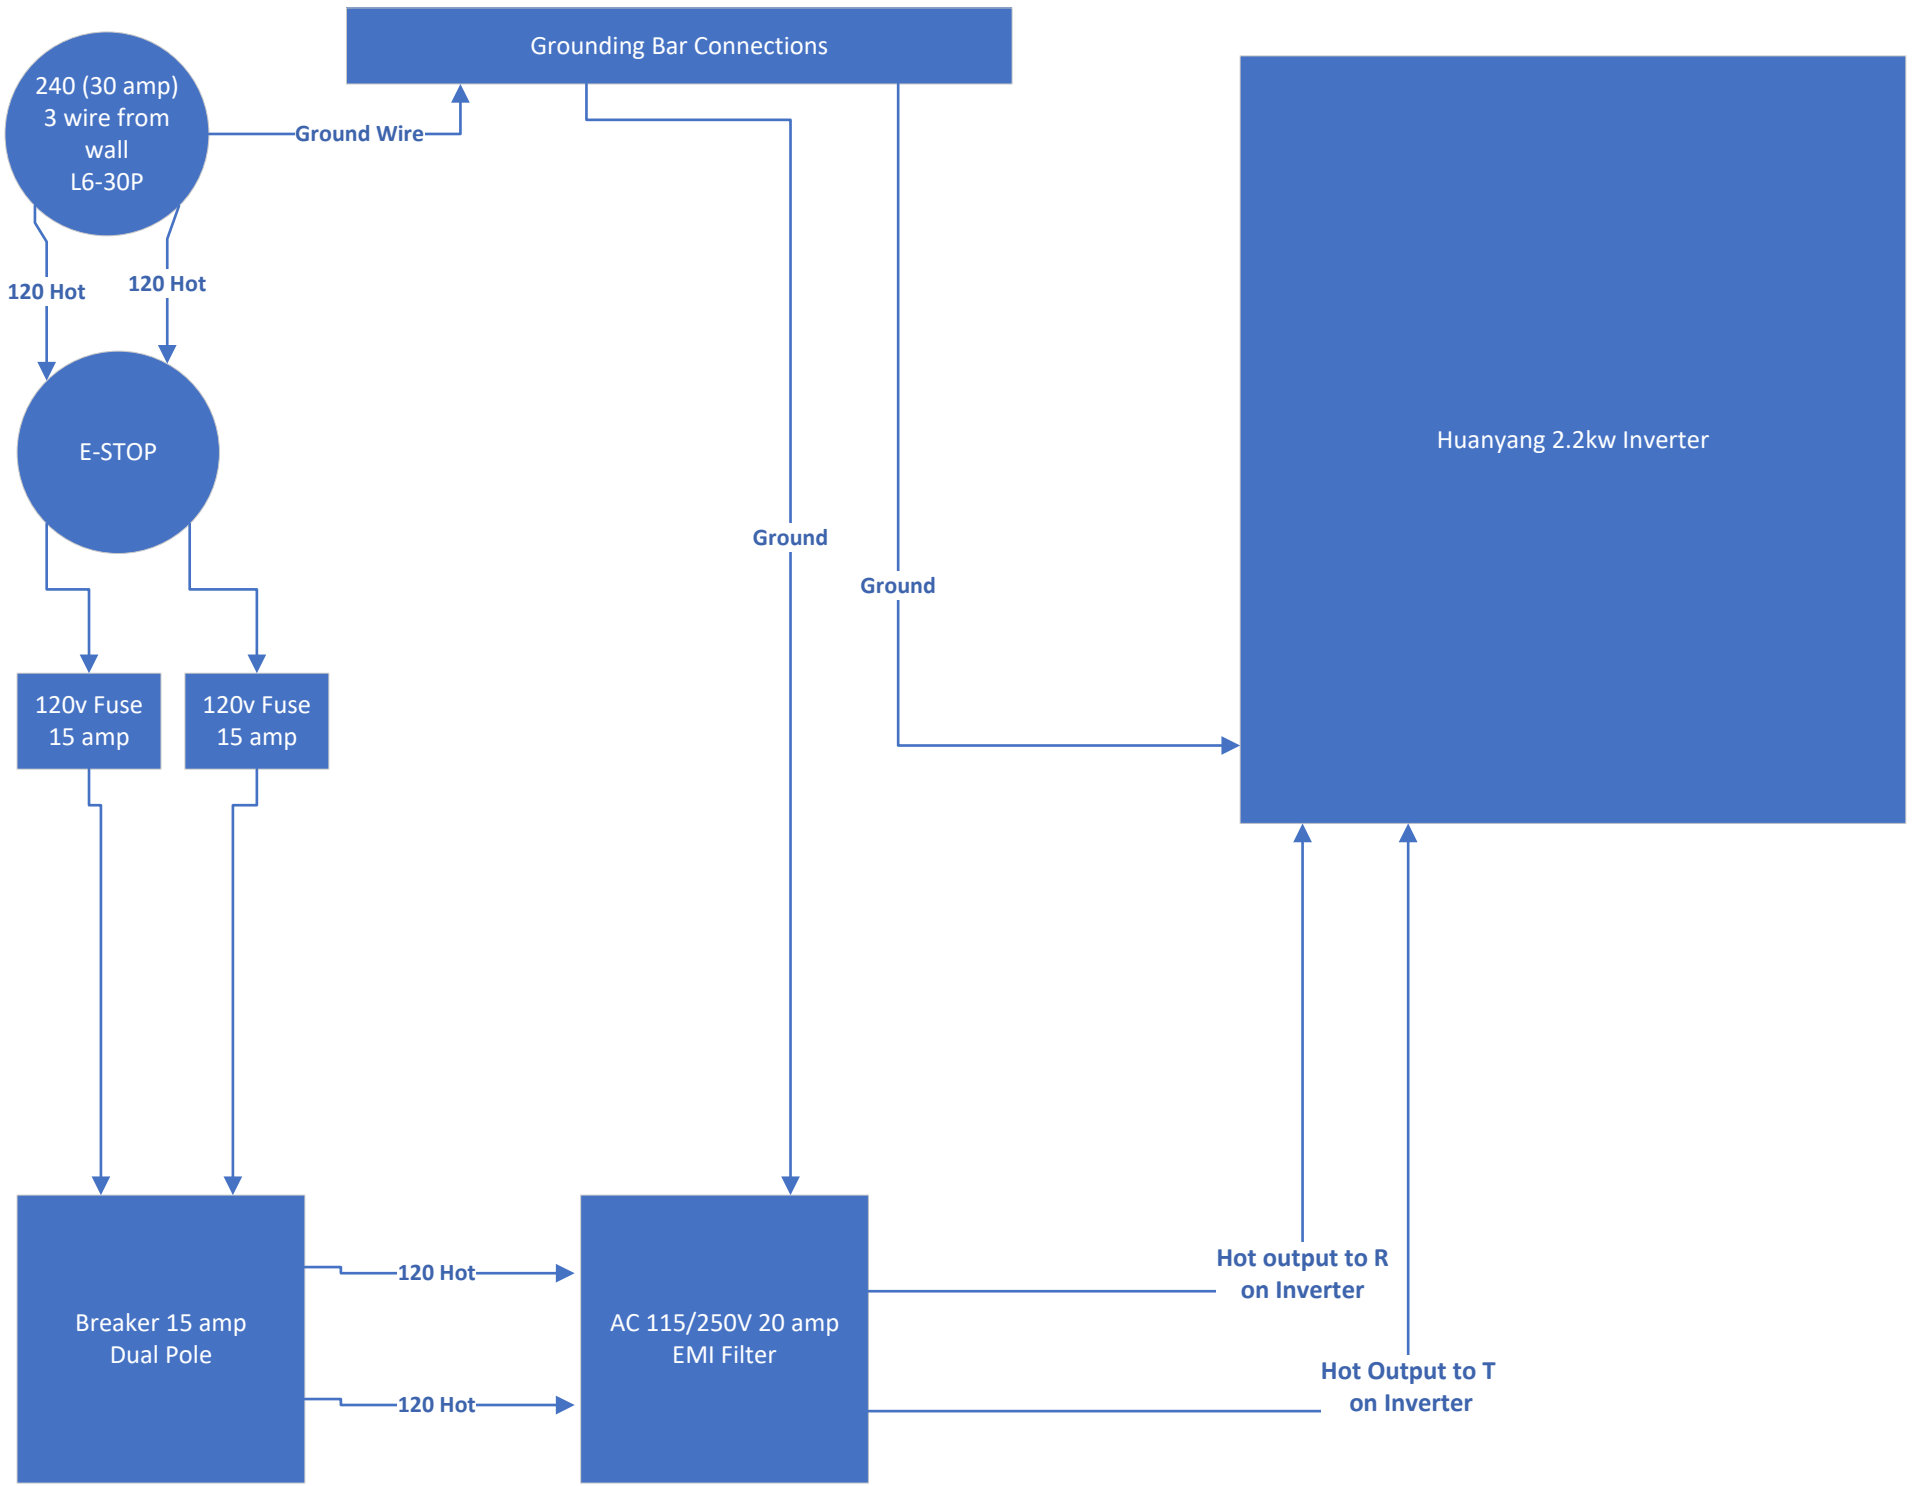 Grounding Bar Connections
240 (30 amp)
3 wire from
wall
L6-30P
Ground Wire
120 Hot
120 Hot
E-STOP
Huanyang 2.2kw Inverter
Ground
Ground
120v Fuse
15 amp
120v Fuse
15 amp
Breaker 15 amp
Dual Pole
120 Hot
120 Hot
AC 115/250V 20 amp
EMI Filter
Hot output to R
on Inverter
Hot Output to T
on Inverter